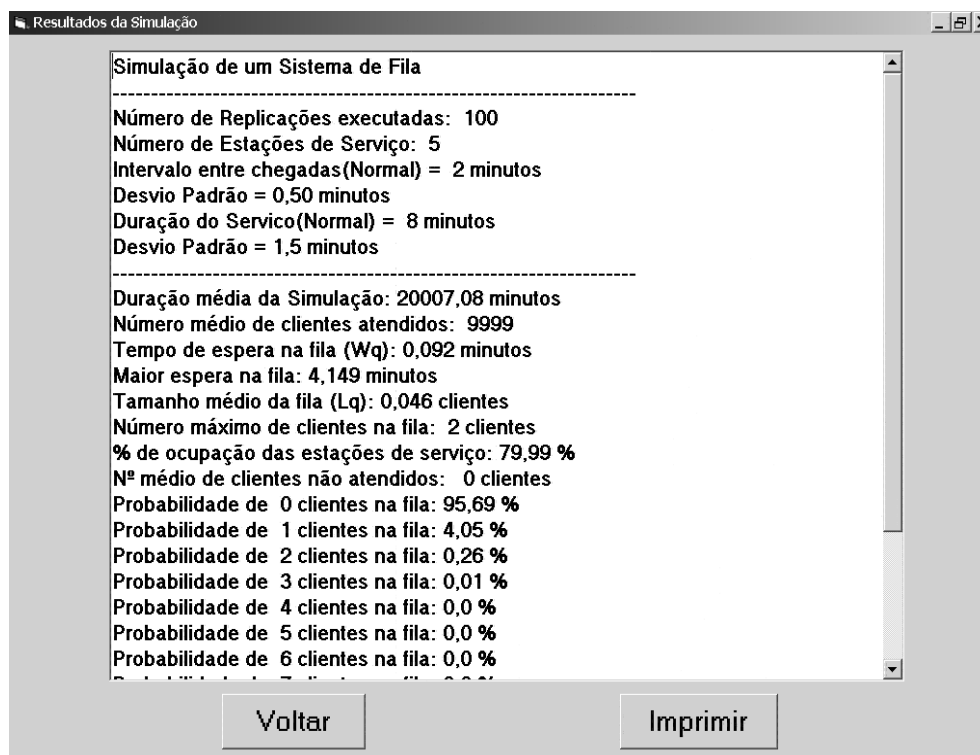 Resultados da Simulação
Simulação de um Sistema de Fila
--------------------------------------------------------------------
Número de Replicações executadas: 100
Número de Estações de Serviço: 5
Intervalo entre chegadas(Normal) = 2 minutos
Desvio Padrão = 0,50 minutos
Duração do Servico(Normal) = 8 minutos
Desvio Padrão = 1,5 minutos
--------------------------------------------------------------------
Duração média da Simulação: 20007,08 minutos
Número médio de clientes atendidos: 9999
Tempo de espera na fila (Wq): 0,092 minutos
Maior espera na fila: 4,149 minutos
Tamanho médio da fila (Lq): 0,046 clientes
Número máximo de clientes na fila: 2 clientes
% de ocupação das estações de serviço: 79,99 %
Nº médio de clientes não atendidos: 0 clientes
Probabilidade de 0 clientes na fila: 95,69 %
Probabilidade de 1 clientes na fila: 4,05 %
Probabilidade de 2 clientes na fila: 0,26 %
Probabilidade de 3 clientes na fila: 0,01 %
Probabilidade de 4 clientes na fila: 0,0 %
Probabilidade de 5 clientes na fila: 0,0 %
Probabilidade de 6 clientes na fila: 0,0 %
Voltar
Imprimir